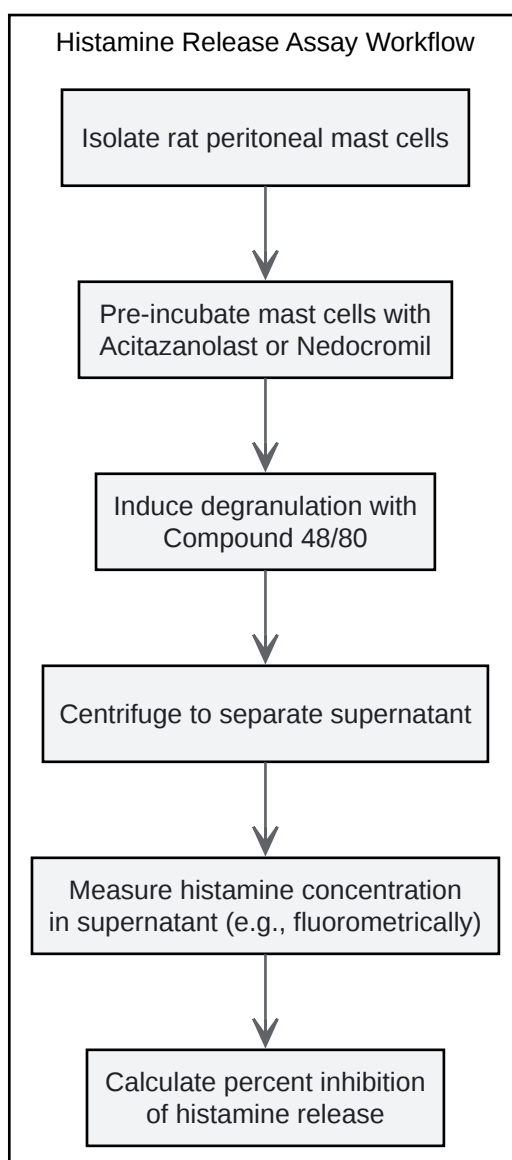 Histamine Release Assay Workflow
Isolate rat peritoneal mast cells
Pre-incubate mast cells with
Acitazanolast or Nedocromil
Induce degranulation with
Compound 48/80
Centrifuge to separate supernatant
Measure histamine concentration
in supernatant (e.g., fluorometrically)
Calculate percent inhibition
of histamine release